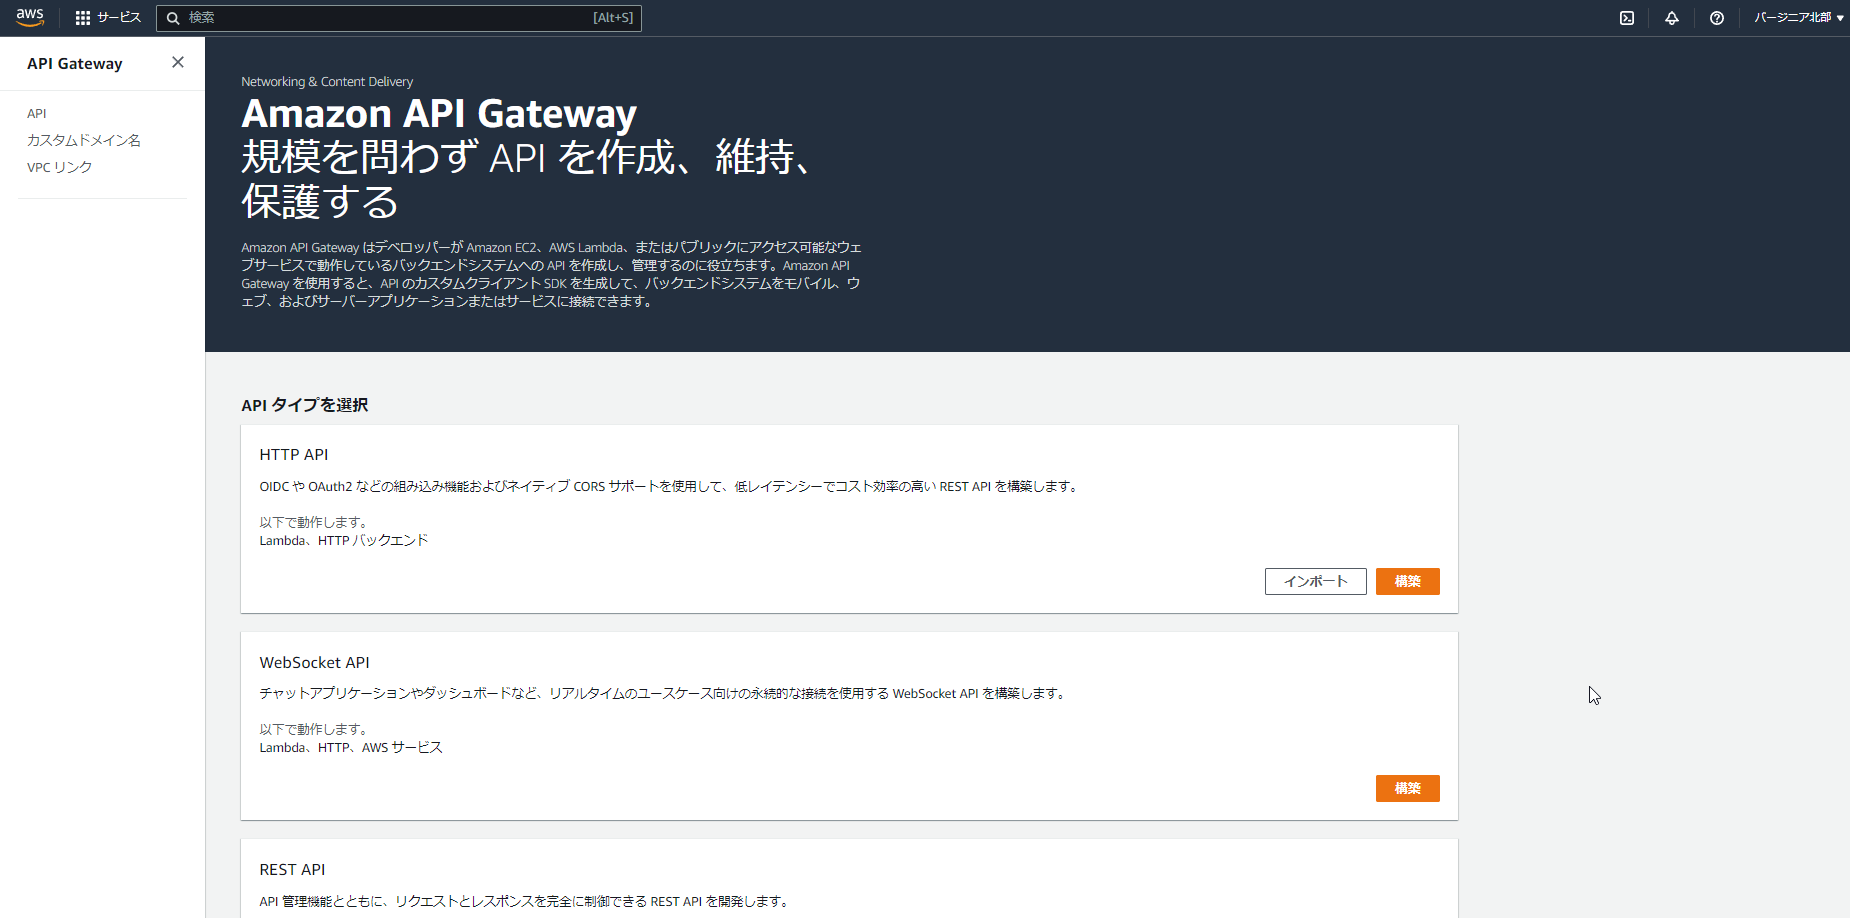 aws
サービス
検索
[Alt+S]
バージニア北部
API Gateway
API
カスタムドメイン名
VPC リンク
Networking & Content Delivery
Amazon API Gateway
規模を問わず API を作成、維持、
保護する
Amazon API Gateway はデベロッパーが Amazon EC2、AWS Lambda、またはパブリックにアクセス可能なウェ
ブサービスで動作しているバックエンドシステムへの API を作成し、管理するのに役立ちます。Amazon API
Gateway を使用すると、API のカスタムクライアント SDK を生成して、バックエンドシステムをモバイル、ウ
ェブ、およびサーバーアプリケーションまたはサービスに接続できます。
API タイプを選択
HTTP API
OIDC や OAuth2 などの組み込み機能およびネイティブ CORS サポートを使用して、低レイテンシーでコスト効率の高い REST API を構築します。
以下で動作します。
Lambda、HTTP バックエンド
インポート
構築
WebSocket API
チャットアプリケーションやダッシュボードなど、リアルタイムのユースケース向けの永続的な接続を使用する WebSocket API を構築します。
以下で動作します。
Lambda、HTTP、AWS サービス
構築
REST API
API 管理機能とともに、リクエストとレスポンスを完全に制御できる REST API を開発します。